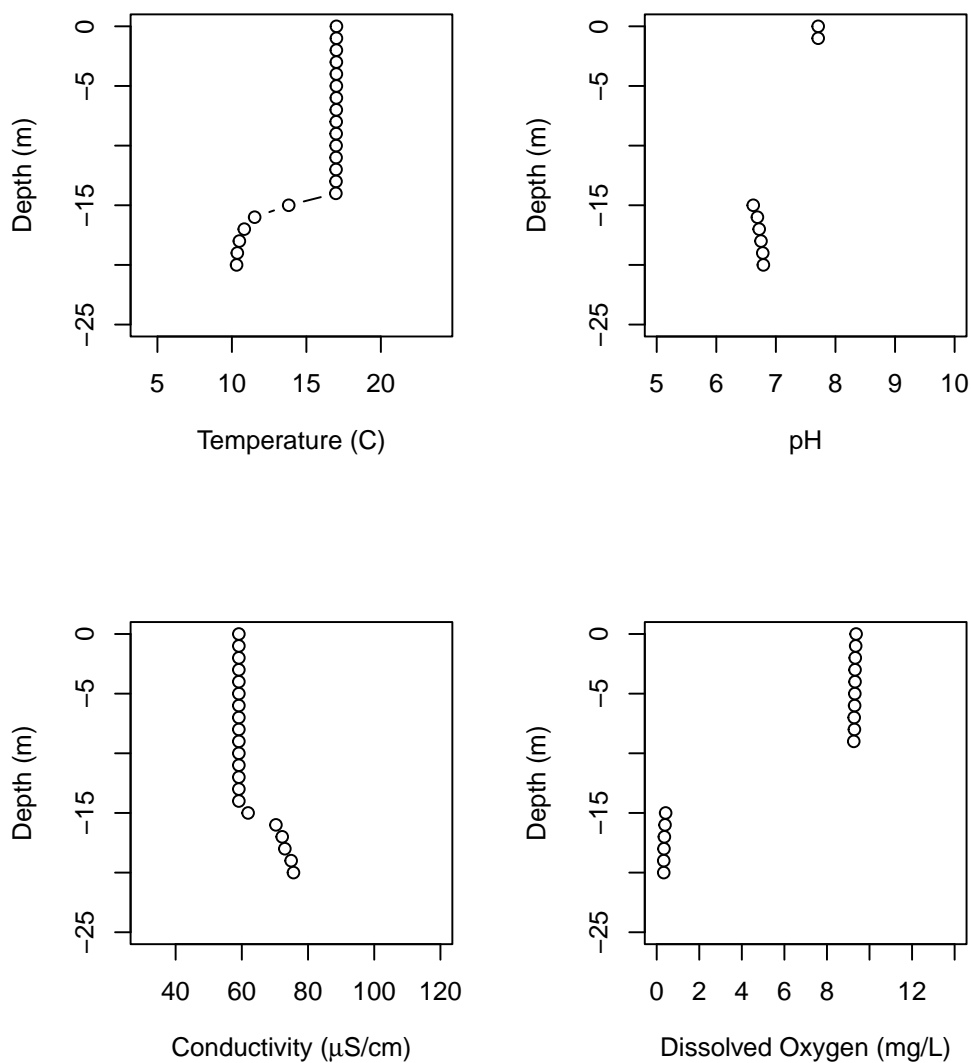 0
−5
−15
−25
Depth (m)
5 10 15 20
Temperature (C)
0
−5
−15
−25
Depth (m)
5 6 7 8 9 10
pH
0
−5
−15
−25
Depth (m)
40 60 80 100 120
Conductivity (μS/cm)
0
−5
−15
−25
Depth (m)
0 2 4 6 8 12
Dissolved Oxygen (mg/L)